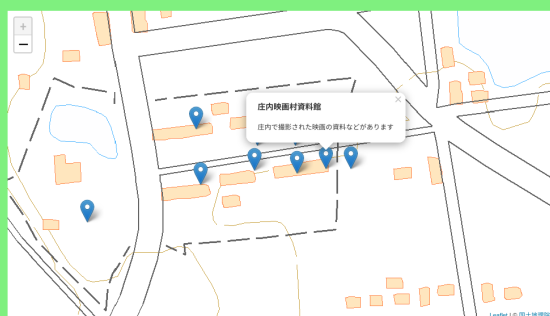 +
−
庄内映画村資料館
×
庄内で撮影された映画の資料などがあります
Leaflet | © 国土地理院